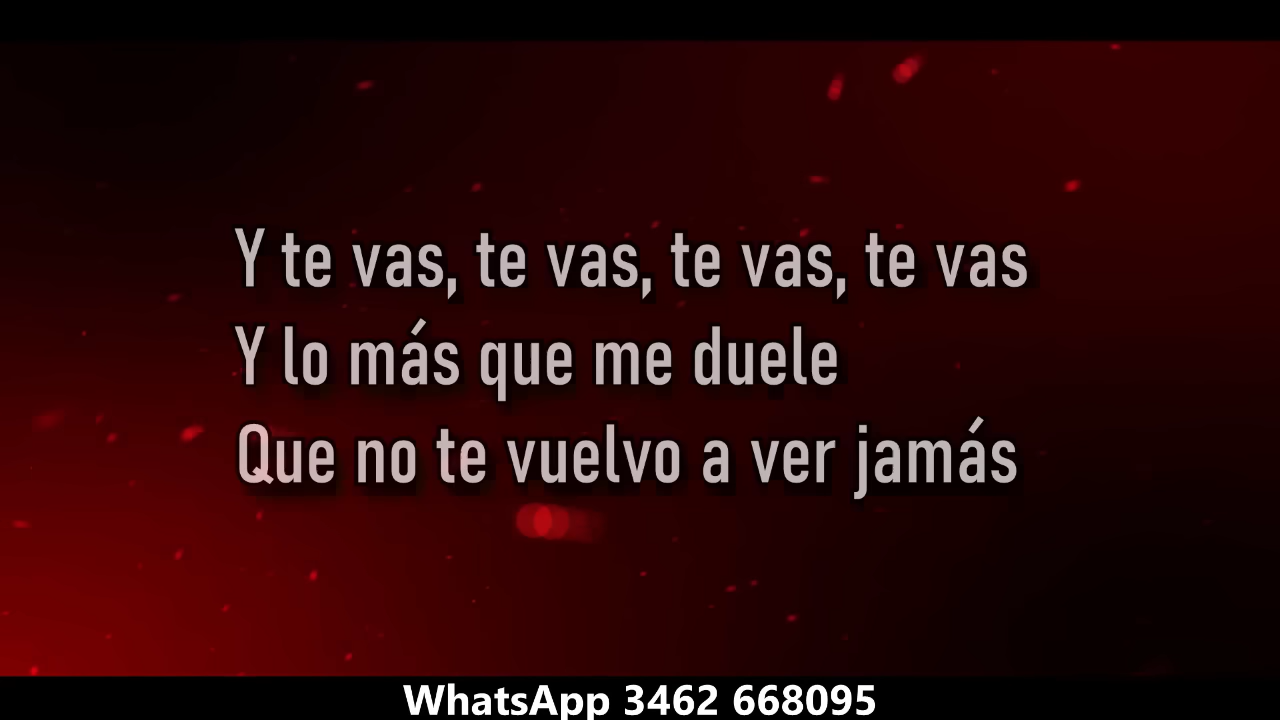 Y te vas, te vas, te vas, te vas
Y lo más que me duele
Que no te vuelvo a ver jamás
WhatsApp 3462 668095